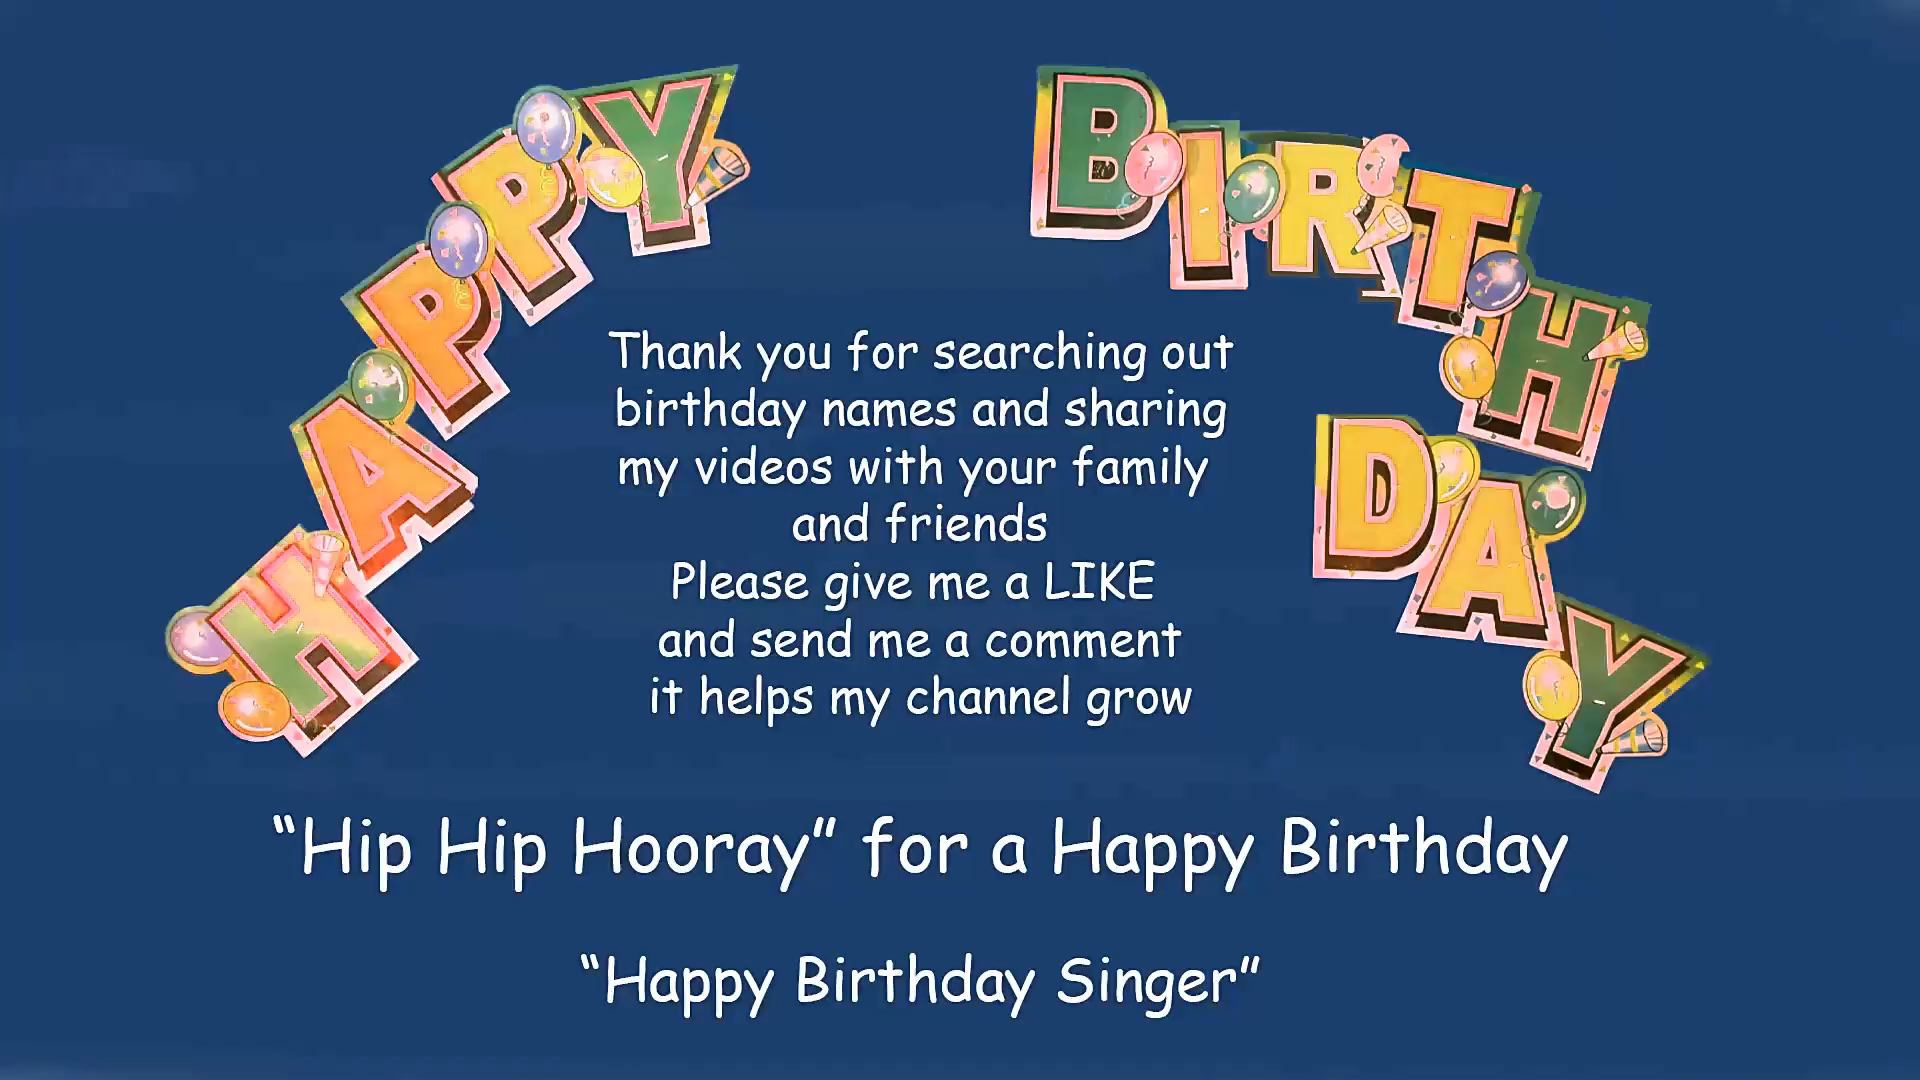 HAPPY
BIRTH
DAY
Thank you for searching out
birthday names and sharing
my videos with your family
and friends
Please give me a LIKE
and send me a comment
it helps my channel grow
“Hip Hip Hooray” for a Happy Birthday
“Happy Birthday Singer”